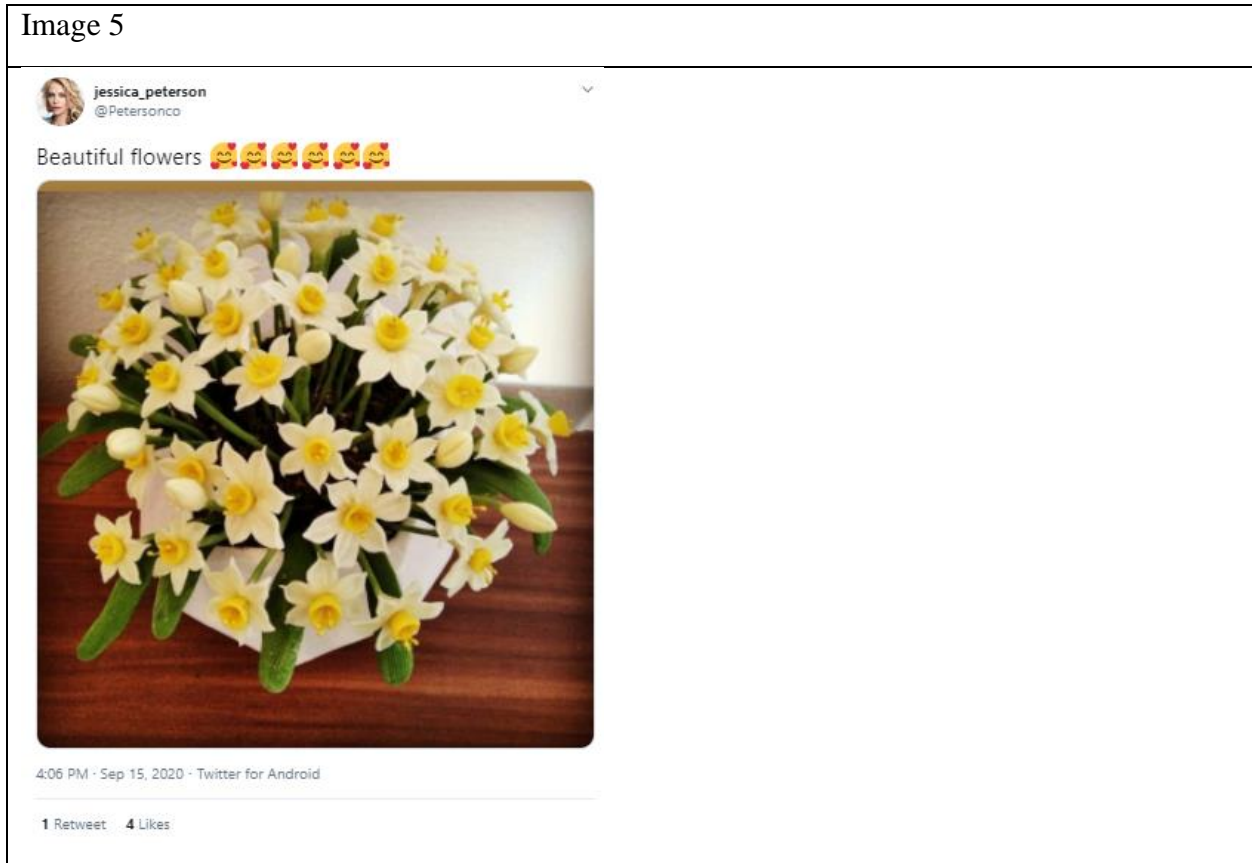 Image 5
jessica_peterson
@Petersonco
Beautiful flowers 🥰🥰🥰🥰🥰🥰
4:06 PM · Sep 15, 2020 · Twitter for Android
1 Retweet 4 Likes